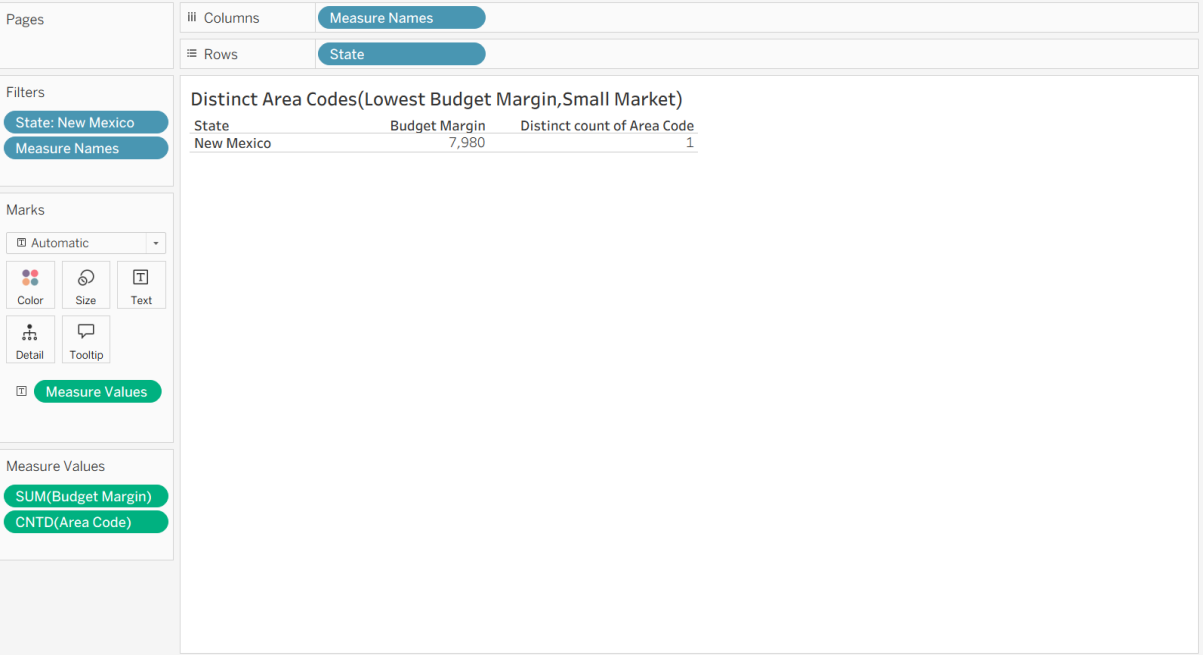 Pages
Columns
Measure Names
Rows
State
Filters
State: New Mexico
Measure Names
Marks
Automatic
Color
Size
Text
Detail
Tooltip
Measure Values
Measure Values
SUM(Budget Margin)
CNTD(Area Code)
Distinct Area Codes(Lowest Budget Margin,Small Market)
State Budget Margin Distinct count of Area Code
New Mexico 7,980 1